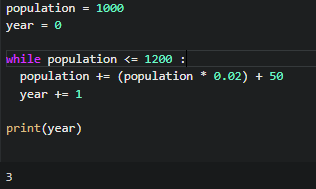 population = 1000
year = 0
while population <= 1200 :
  population += (population * 0.02) + 50
  year += 1
print(year)
3